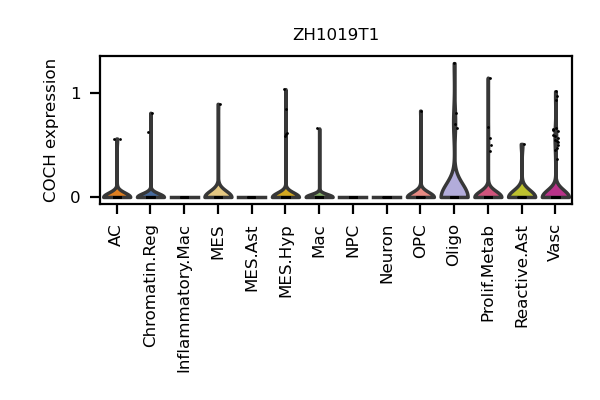 ZH1019T1
COCH expression
1
0
AC
Chromatin.Reg
Inflammatory.Mac
MES
MES.Ast
MES.Hyp
Mac
NPC
Neuron
OPC
Oligo
Prolif.Metab
Reactive.Ast
Vasc